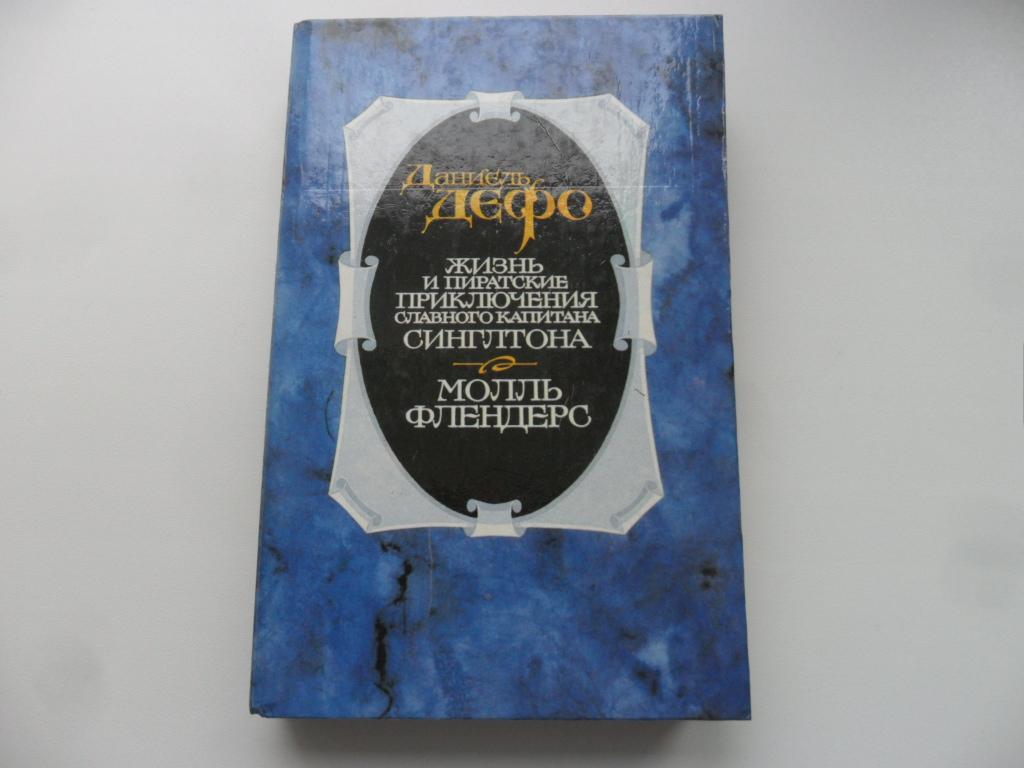 Даниель
ДЕФО
ЖИЗНЬ
И ПИРАТСКИЕ
ПРИКЛЮЧЕНИЯ
СЛАВНОГО КАПИТАНА
СИНГЛТОНА
МОЛЛЬ
ФЛЕНДЕРС